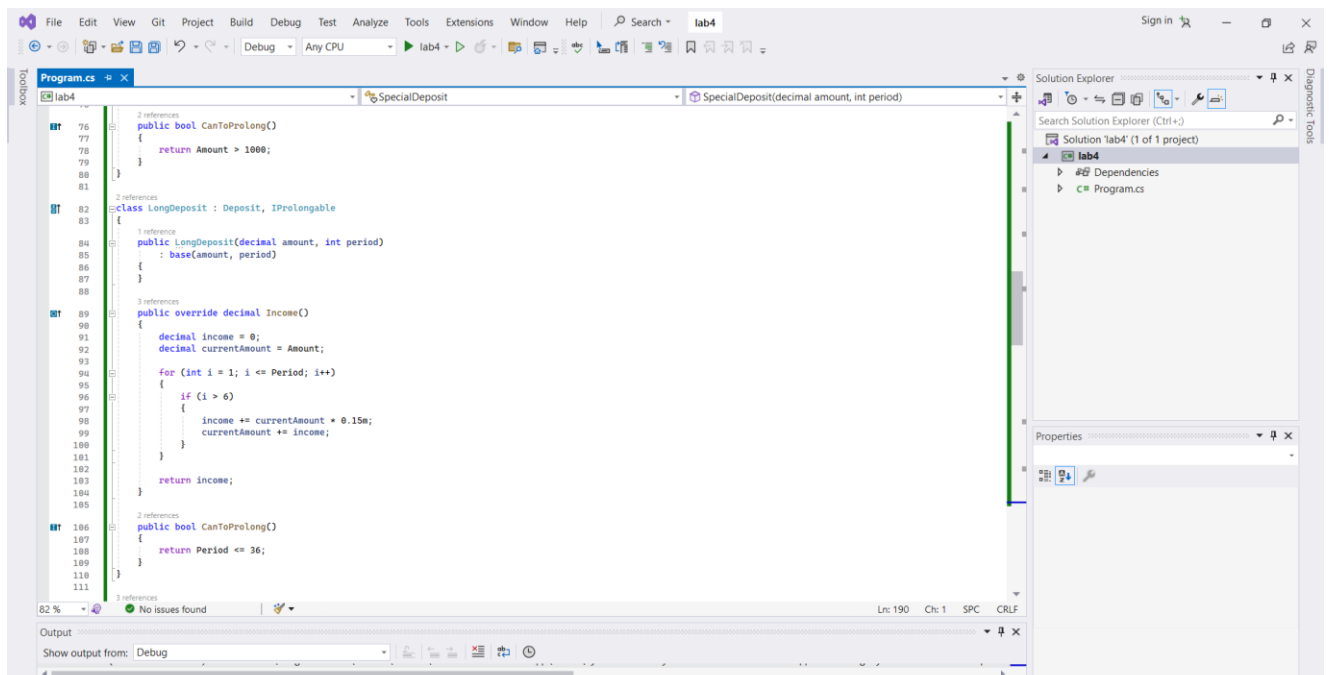 File Edit View Git Project Build Debug Test Analyze Tools Extensions Window Help Search lab4 Sign in
Debug Any CPU lab4
Toolbox
Program.cs
lab4 SpecialDeposit SpecialDeposit(decimal amount, int period)
2 references
76 public bool CanToProlong()
77 {
78 return Amount > 1000;
79 }
80 }
81
2 references
82 class LongDeposit : Deposit, IProlongable
83 {
1 reference
84 public LongDeposit(decimal amount, int period)
85 : base(amount, period)
86 {
87 }
88
3 references
89 public override decimal Income()
90 {
91 decimal income = 0;
92 decimal currentAmount = Amount;
93
94 for (int i = 1; i <= Period; i++)
95 {
96 if (i > 6)
97 {
98 income += currentAmount * 0.15m;
99 currentAmount += income;
100 }
101 }
102
103 return income;
104 }
105
2 references
106 public bool CanToProlong()
107 {
108 return Period <= 36;
109 }
110 }
111
3 references
82 % No issues found Ln: 190 Ch: 1 SPC CRLF
Output
Show output from: Debug
Solution Explorer
Search Solution Explorer (Ctrl+;)
Solution 'lab4' (1 of 1 project)
lab4
Dependencies
C# Program.cs
Properties
Diagnostic Tools